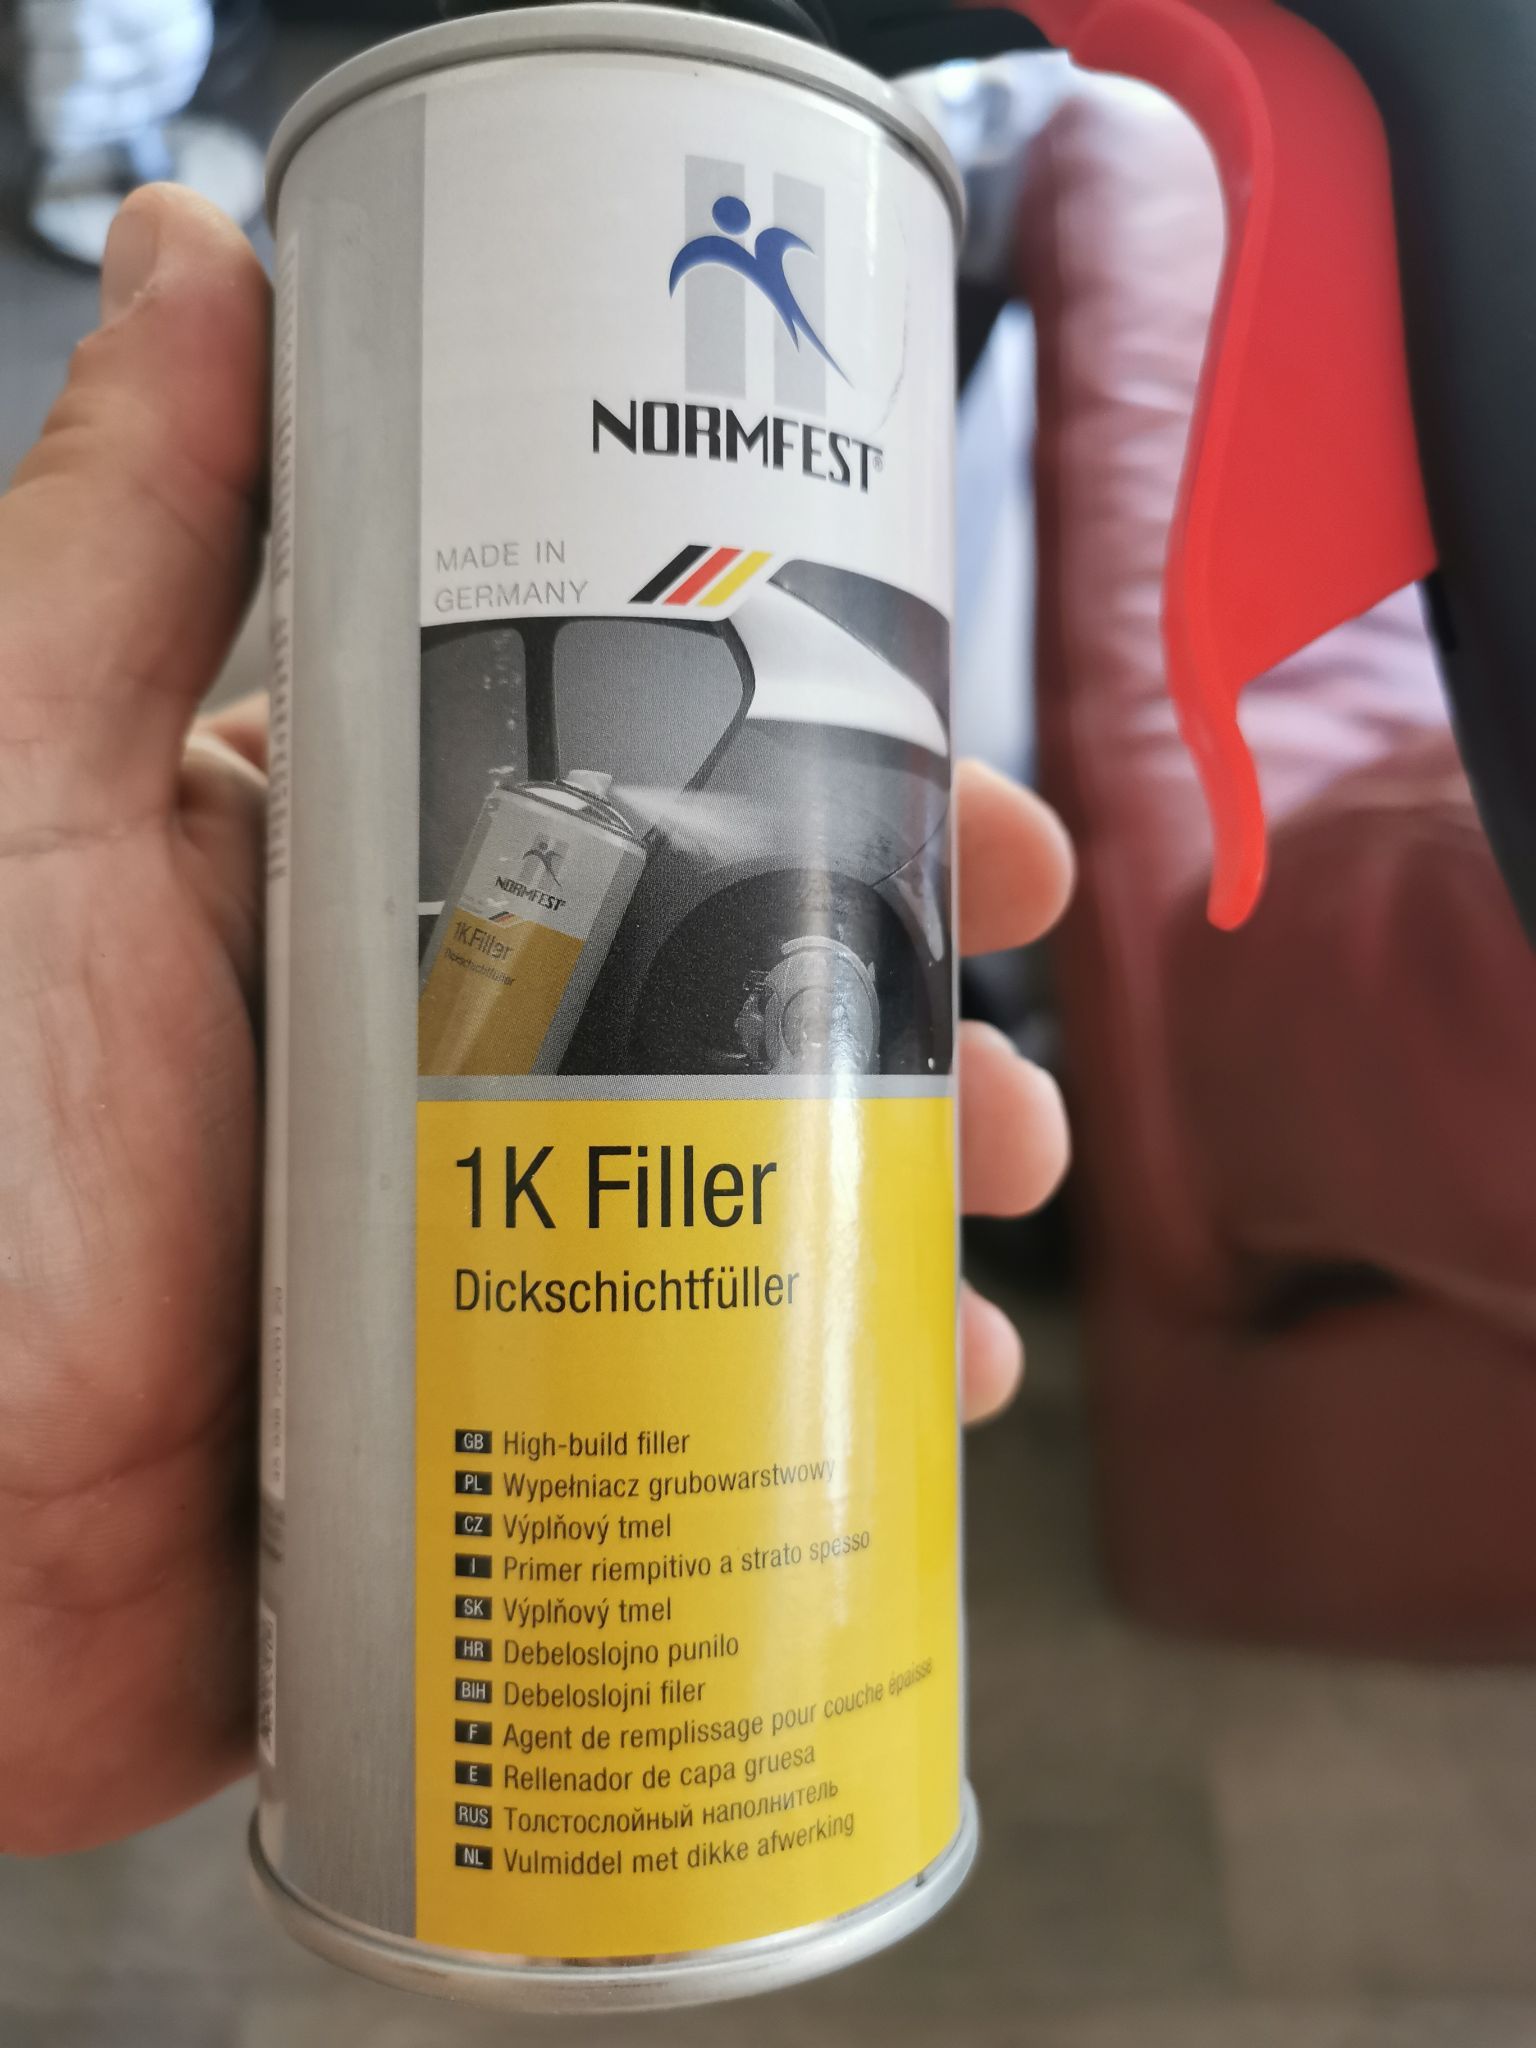 NORMFEST®
MADE IN
GERMANY
NORMFEST
1K Filler
Dickschichtfüller
1K Filler
Dickschichtfüller
GB High-build filler
PL Wypełniacz grubowarstwowy
CZ Výplňový tmel
I Primer riempitivo a strato spesso
SK Výplňový tmel
HR Debeloslojno punilo
BIH Debeloslojni filer
F Agent de remplissage pour couche épaisse
E Rellenador de capa gruesa
RUS Толстослойный наполнитель
NL Vulmiddel met dikke afwerking